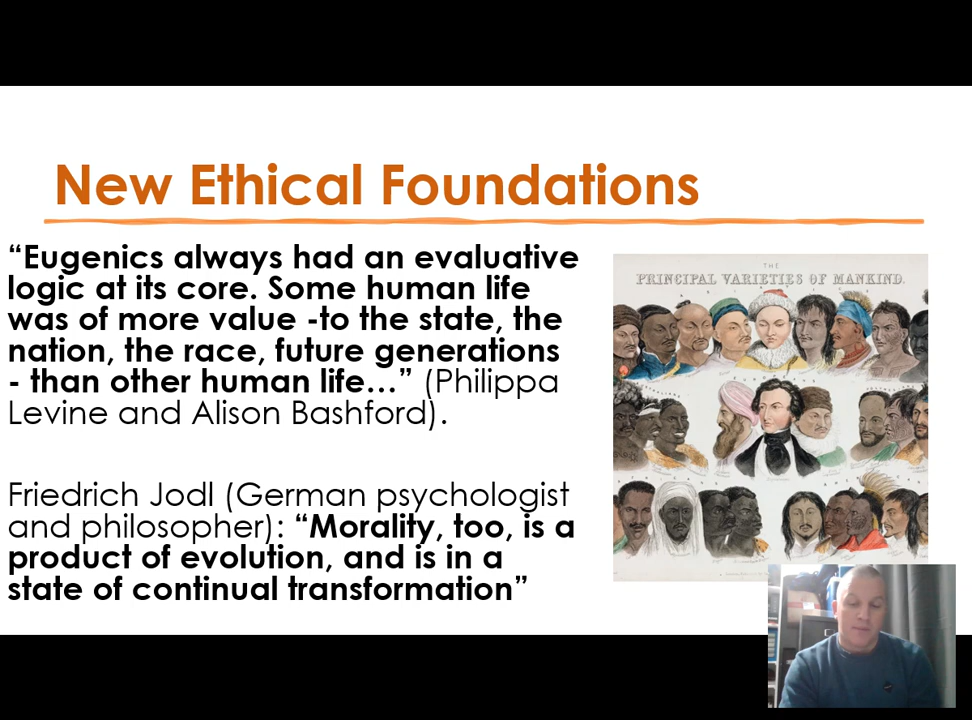 New Ethical Foundations
“Eugenics always had an evaluative
logic at its core. Some human life
was of more value -to the state, the
nation, the race, future generations
- than other human life…” (Philippa
Levine and Alison Bashford).
Friedrich Jodl (German psychologist
and philosopher): “Morality, too, is a
product of evolution, and is in a
state of continual transformation”
THE
PRINCIPAL VARIETIES OF MANKIND.